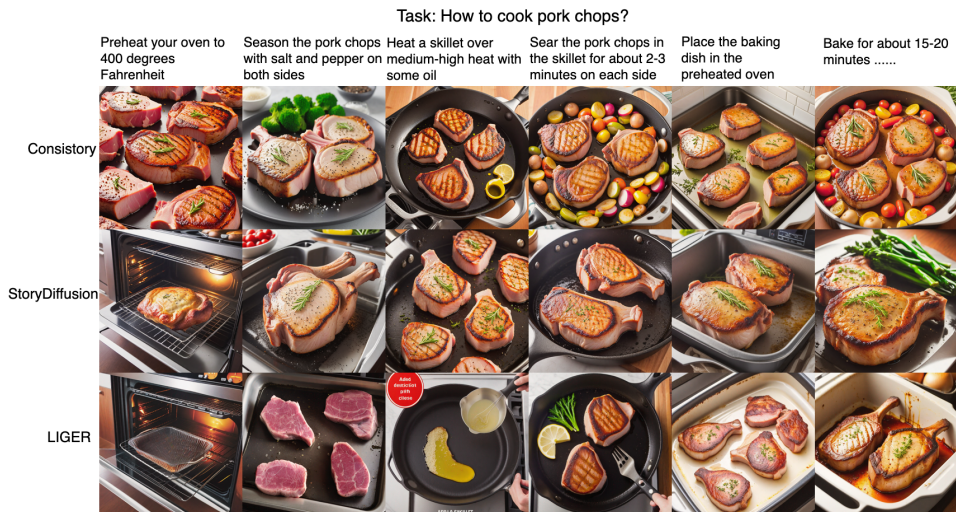 Task: How to cook pork chops?
Preheat your oven to
400 degrees
Fahrenheit
Season the pork chops
with salt and pepper on
both sides
Heat a skillet over
medium-high heat with
some oil
Sear the pork chops in
the skillet for about 2-3
minutes on each side
Place the baking
dish in the
preheated oven
Bake for about 15-20
minutes ......
Consistory
StoryDiffusion
LIGER